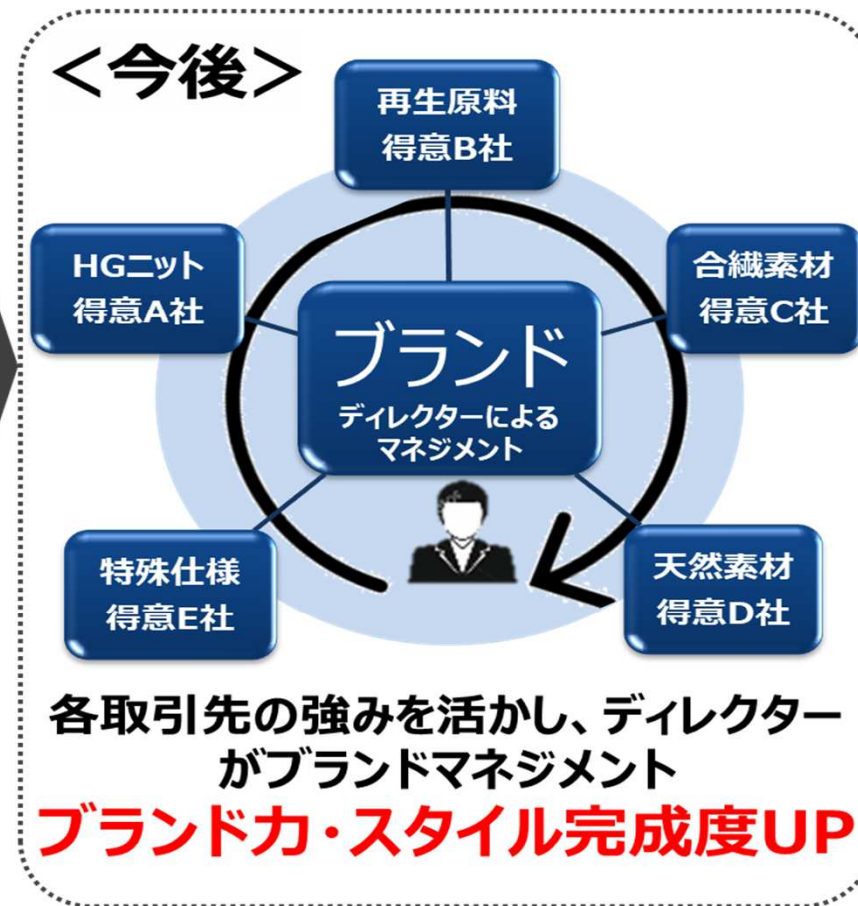 ＜今後＞
再生原料
得意B社
HGニット
得意A社
合繊素材
得意C社
ブランド
ディレクターによる
マネジメント
特殊仕様
得意E社
天然素材
得意D社
各取引先の強みを活かし、ディレクター
がブランドマネジメント
ブランド力・スタイル完成度UP